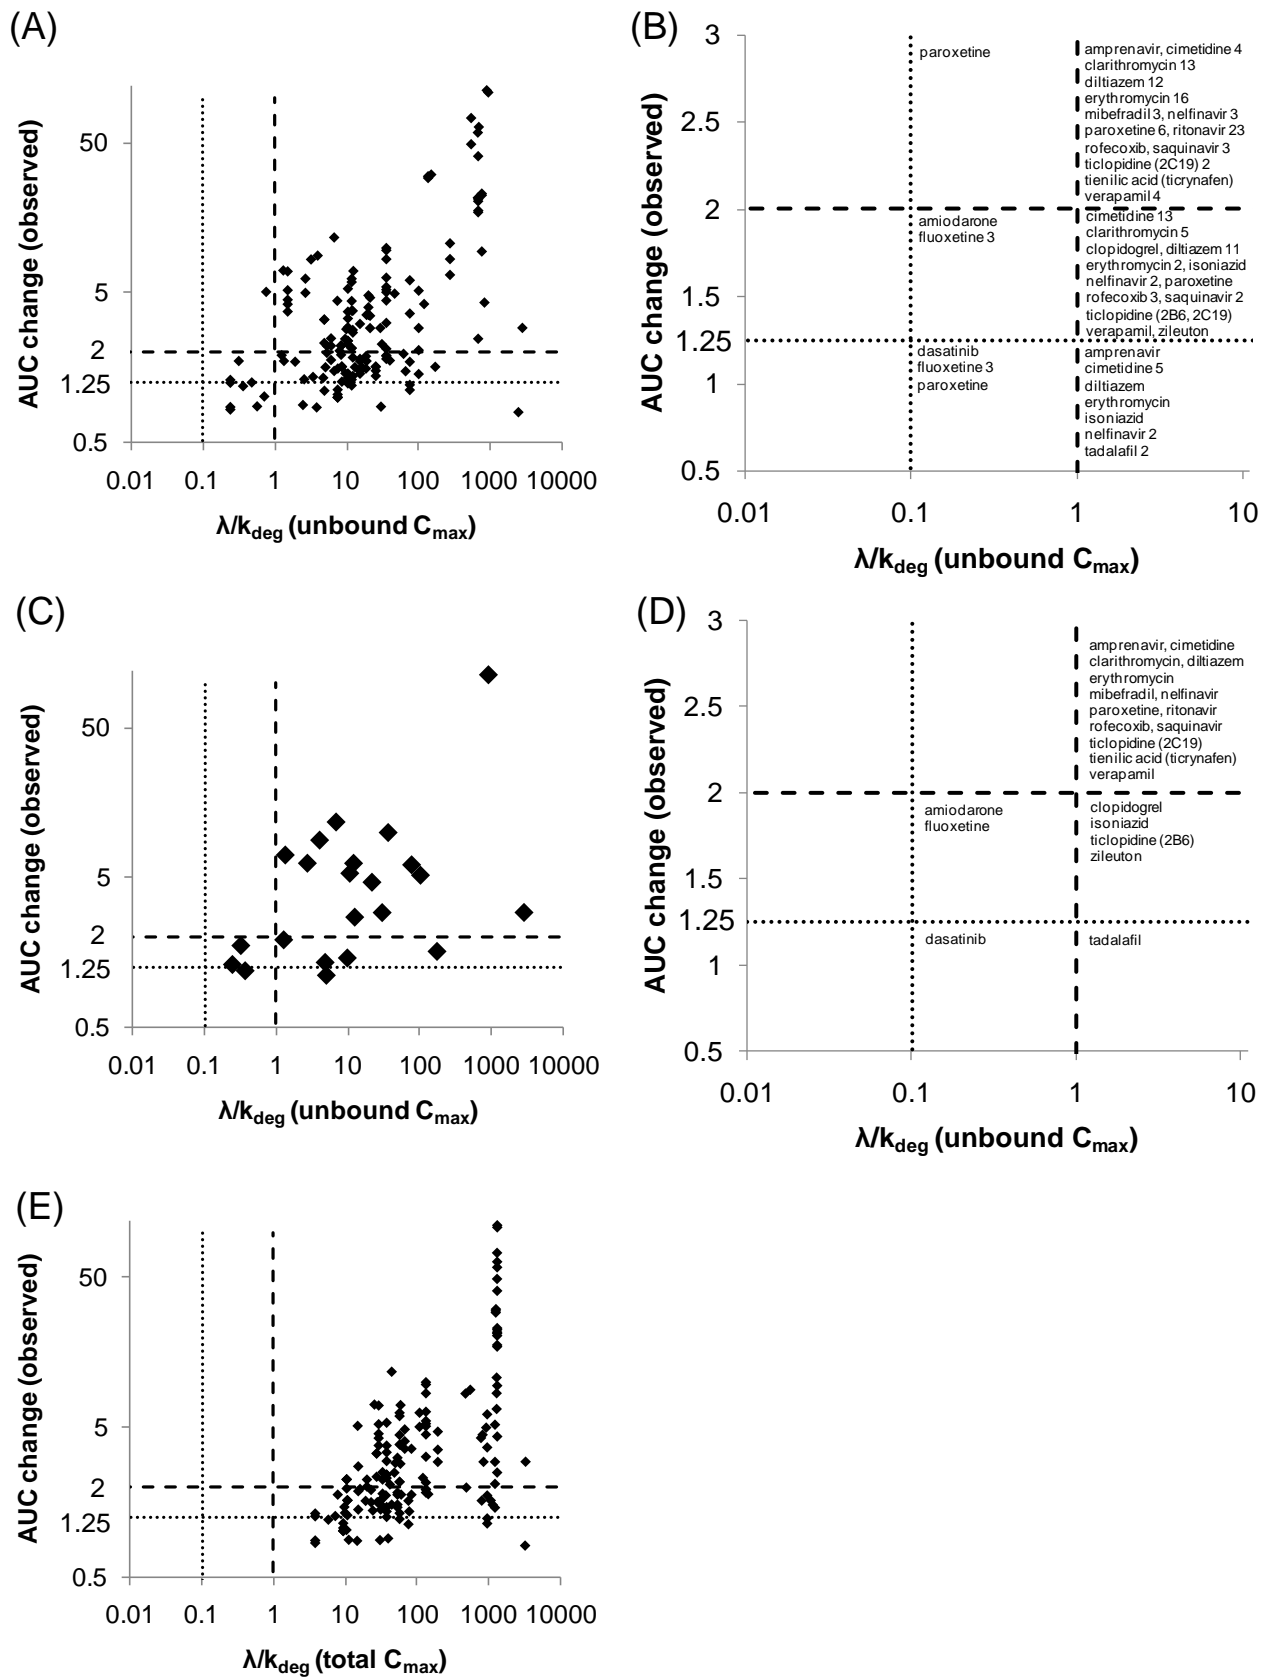 (A)
AUC change (observed)
50
5
2
1.25
0.5
0.01
0.1
1
10
100
1000
10000
λ/kdeg (unbound Cmax)
(B)
AUC change (observed)
3
2.5
2
1.5
1.25
1
0.5
paroxetine
amprenavir, cimetidine 4
clarithromycin 13
diltiazem 12
erythromycin 16
mibefradil 3, nelfinavir 3
paroxetine 6, ritonavir 23
rofecoxib, saquinavir 3
ticlopidine (2C19) 2
tienilic acid (ticrynafen)
verapamil 4
amiodarone
fluoxetine 3
cimetidine 13
clarithromycin 5
clopidogrel, diltiazem 11
erythromycin 2, isoniazid
nelfinavir 2, paroxetine
rofecoxib 3, saquinavir 2
ticlopidine (2B6, 2C19)
verapamil, zileuton
dasatinib
fluoxetine 3
paroxetine
amprenavir
cimetidine 5
diltiazem
erythromycin
isoniazid
nelfinavir 2
tadalafil 2
0.01
0.1
1
10
λ/kdeg (unbound Cmax)
(C)
AUC change (observed)
50
5
2
1.25
0.5
0.01
0.1
1
10
100
1000
10000
λ/kdeg (unbound Cmax)
(D)
AUC change (observed)
3
2.5
2
1.5
1.25
1
0.5
amprenavir, cimetidine
clarithromycin, diltiazem
erythromycin
mibefradil, nelfinavir
paroxetine, ritonavir
rofecoxib, saquinavir
ticlopidine (2C19)
tienilic acid (ticrynafen)
verapamil
amiodarone
fluoxetine
clopidogrel
isoniazid
ticlopidine (2B6)
zileuton
dasatinib
tadalafil
0.01
0.1
1
10
λ/kdeg (unbound Cmax)
(E)
AUC change (observed)
50
5
2
1.25
0.5
0.01
0.1
1
10
100
1000
10000
λ/kdeg (total Cmax)